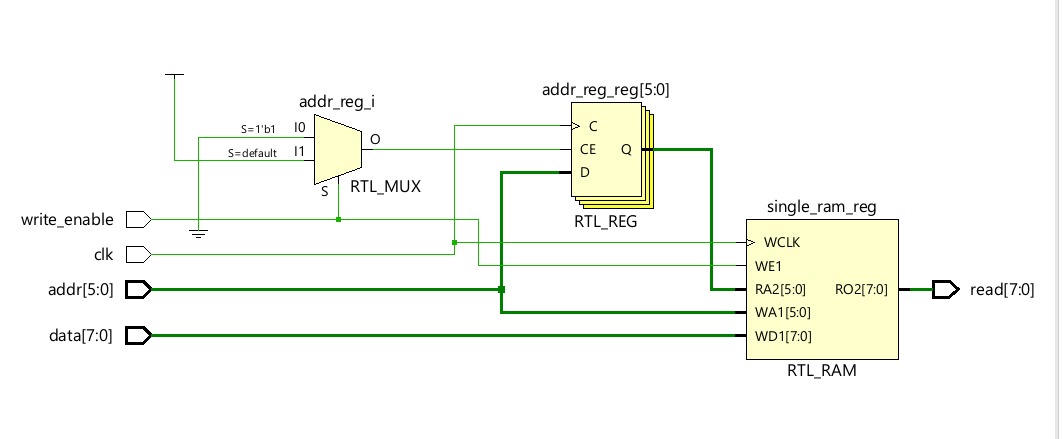 addr_reg_i
S=1'b1
I0
S=default
I1
O
S
RTL_MUX
addr_reg_reg[5:0]
C
CE
Q
D
RTL_REG
write_enable
clk
addr[5:0]
data[7:0]
single_ram_reg
WCLK
WE1
RA2[5:0]
RO2[7:0]
WA1[5:0]
WD1[7:0]
RTL_RAM
read[7:0]